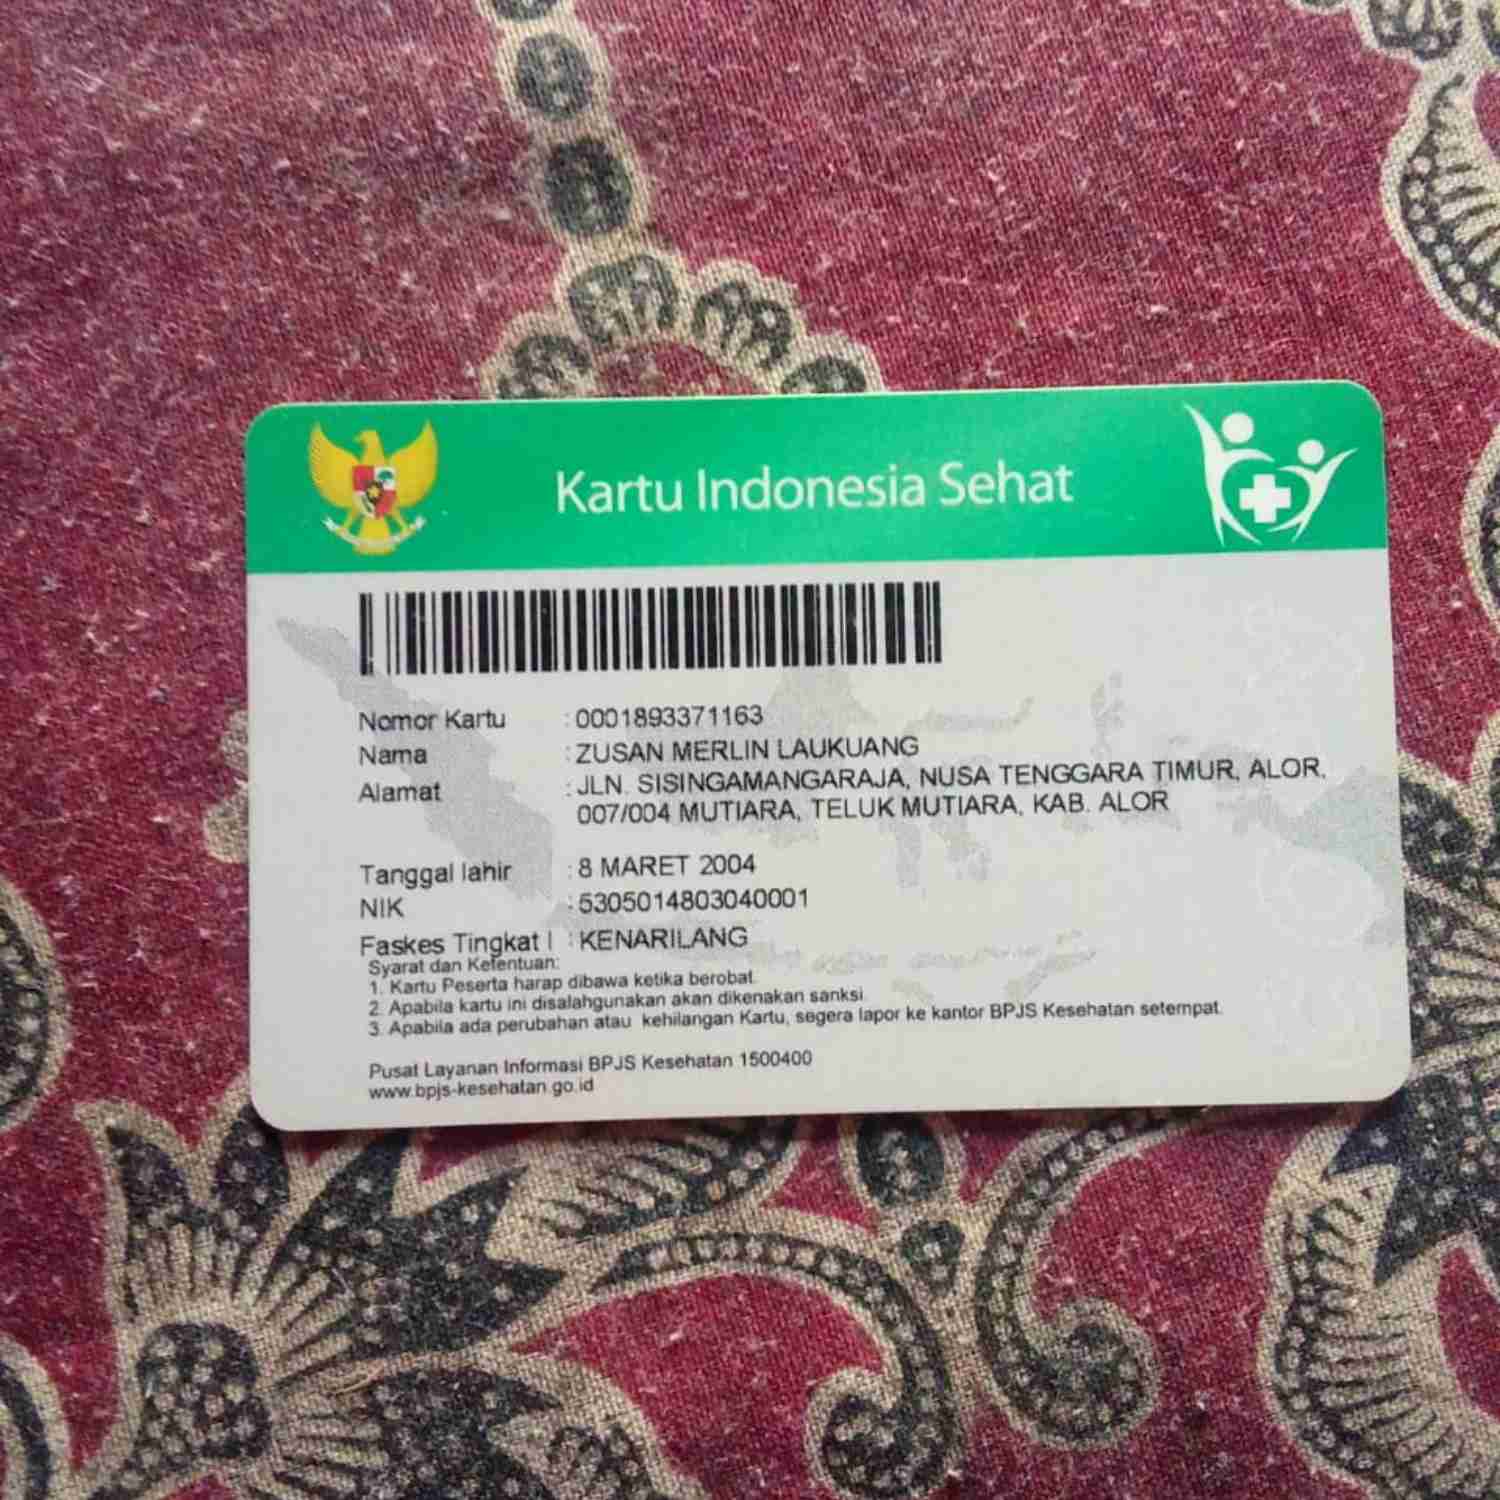 Kartu Indonesia Sehat
Nomor Kartu : 0001893371163
Nama : ZUSAN MERLIN LAUKUANG
Alamat : JLN. SISINGAMANGARAJA, NUSA TENGGARA TIMUR, ALOR,
007/004 MUTIARA, TELUK MUTIARA, KAB. ALOR
Tanggal lahir : 8 MARET 2004
NIK : 5305014803040001
Faskes Tingkat I : KENARILANG
Syarat dan Ketentuan:
1. Kartu Peserta harap dibawa ketika berobat.
2. Apabila kartu ini disalahgunakan akan dikenakan sanksi.
3. Apabila ada perubahan atau kehilangan Kartu, segera lapor ke kantor BPJS Kesehatan setempat.
Pusat Layanan Informasi BPJS Kesehatan 1500400
www.bpjs-kesehatan.go.id